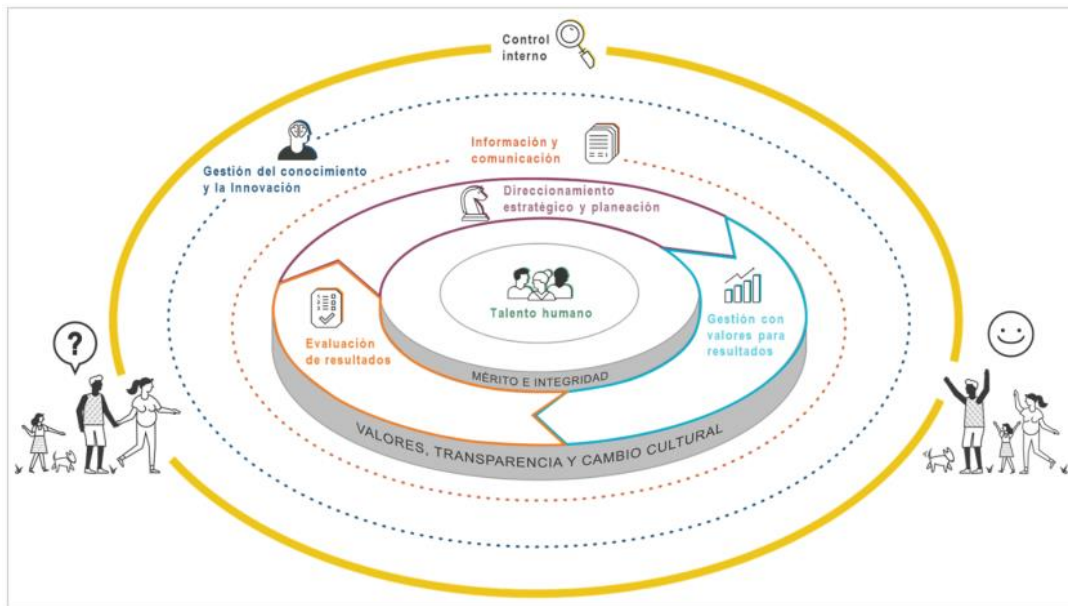 Control
interno
Gestión del conocimiento
y la Innovación
Información y
comunicación
Direccionamiento
estratégico y planeación
Talento humano
Gestión con
valores para
resultados
Evaluación
de resultados
MÉRITO E INTEGRIDAD
VALORES, TRANSPARENCIA Y CAMBIO CULTURAL
?